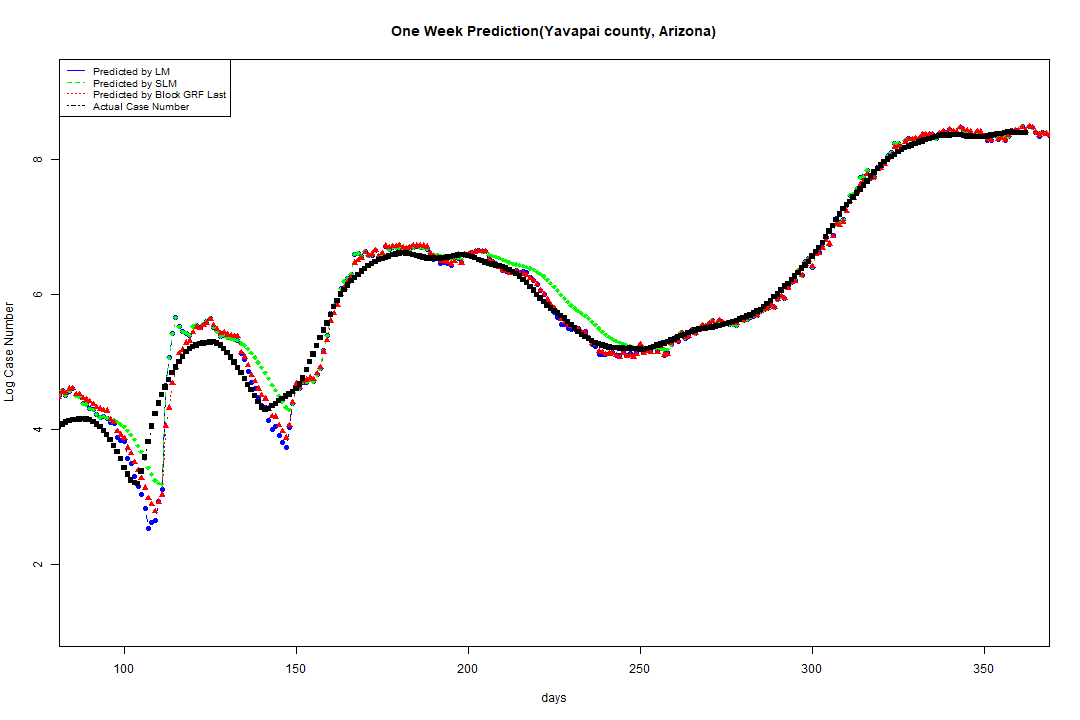 One Week Prediction(Yavapai county, Arizona)
Predicted by LM
Predicted by SLM
Predicted by Block GRF Last
Actual Case Number
8
6
4
2
Log Case Number
100 150 200 250 300 350
days